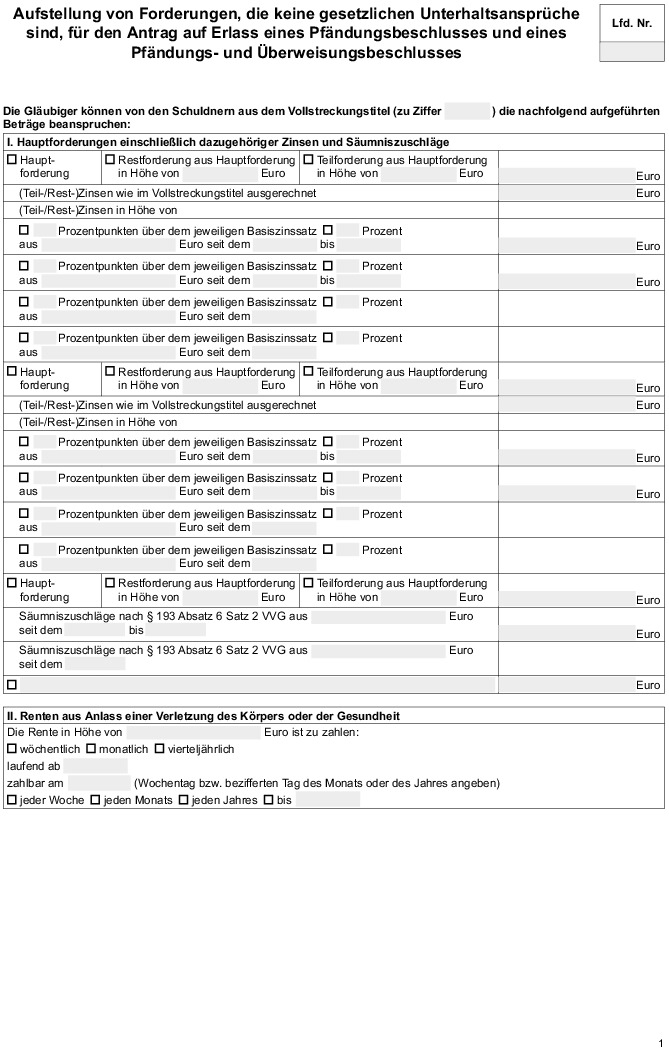 Aufstellung von Forderungen, die keine gesetzlichen Unterhaltsansprüche
sind, für den Antrag auf Erlass eines Pfändungsbeschlusses und eines
Pfändungs- und Überweisungsbeschlusses
Lfd. Nr.
Die Gläubiger können von den Schuldnern aus dem Vollstreckungstitel (zu Ziffer ) die nachfolgend aufgeführten
Beträge beanspruchen:
I. Hauptforderungen einschließlich dazugehöriger Zinsen und Säumniszuschläge
Haupt- Restforderung aus Hauptforderung Teilforderung aus Hauptforderung
forderung in Höhe von Euro in Höhe von Euro Euro
(Teil-/Rest-)Zinsen wie im Vollstreckungstitel ausgerechnet Euro
(Teil-/Rest-)Zinsen in Höhe von
Prozentpunkten über dem jeweiligen Basiszinssatz Prozent
aus Euro seit dem bis Euro
Prozentpunkten über dem jeweiligen Basiszinssatz Prozent
aus Euro seit dem bis Euro
Prozentpunkten über dem jeweiligen Basiszinssatz Prozent
aus Euro seit dem
Prozentpunkten über dem jeweiligen Basiszinssatz Prozent
aus Euro seit dem
Haupt- Restforderung aus Hauptforderung Teilforderung aus Hauptforderung
forderung in Höhe von Euro in Höhe von Euro Euro
(Teil-/Rest-)Zinsen wie im Vollstreckungstitel ausgerechnet Euro
(Teil-/Rest-)Zinsen in Höhe von
Prozentpunkten über dem jeweiligen Basiszinssatz Prozent
aus Euro seit dem bis Euro
Prozentpunkten über dem jeweiligen Basiszinssatz Prozent
aus Euro seit dem bis Euro
Prozentpunkten über dem jeweiligen Basiszinssatz Prozent
aus Euro seit dem
Prozentpunkten über dem jeweiligen Basiszinssatz Prozent
aus Euro seit dem
Haupt- Restforderung aus Hauptforderung Teilforderung aus Hauptforderung
forderung in Höhe von Euro in Höhe von Euro Euro
Säumniszuschläge nach § 193 Absatz 6 Satz 2 VVG aus Euro
seit dem bis Euro
Säumniszuschläge nach § 193 Absatz 6 Satz 2 VVG aus Euro
seit dem
Euro
II. Renten aus Anlass einer Verletzung des Körpers oder der Gesundheit
Die Rente in Höhe von Euro ist zu zahlen:
wöchentlich monatlich vierteljährlich
laufend ab
zahlbar am (Wochentag bzw. bezifferten Tag des Monats oder des Jahres angeben)
jeder Woche jeden Monats jeden Jahres bis
1